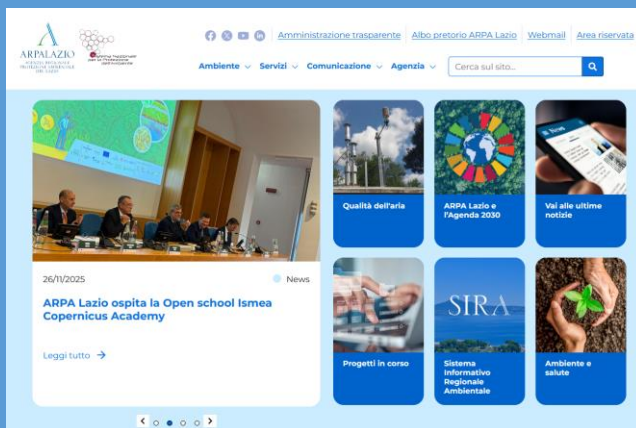 Amministrazione trasparente
Albo pretorio ARPA Lazio
Webmail
Area riservata
ARPALAZIO
Ambiente
Servizi
Comunicazione
Agenzia
Cerca sul sito...
26/11/2025
News
ARPA Lazio ospita la Open school Ismea
Copernicus Academy
Leggi tutto →
Qualità dell'aria
ARPA Lazio e
l'Agenda 2030
Vai alle ultime
notizie
SIRA
Progetti in corso
Sistema
Informativo
Regionale
Ambientale
Ambiente e
salute